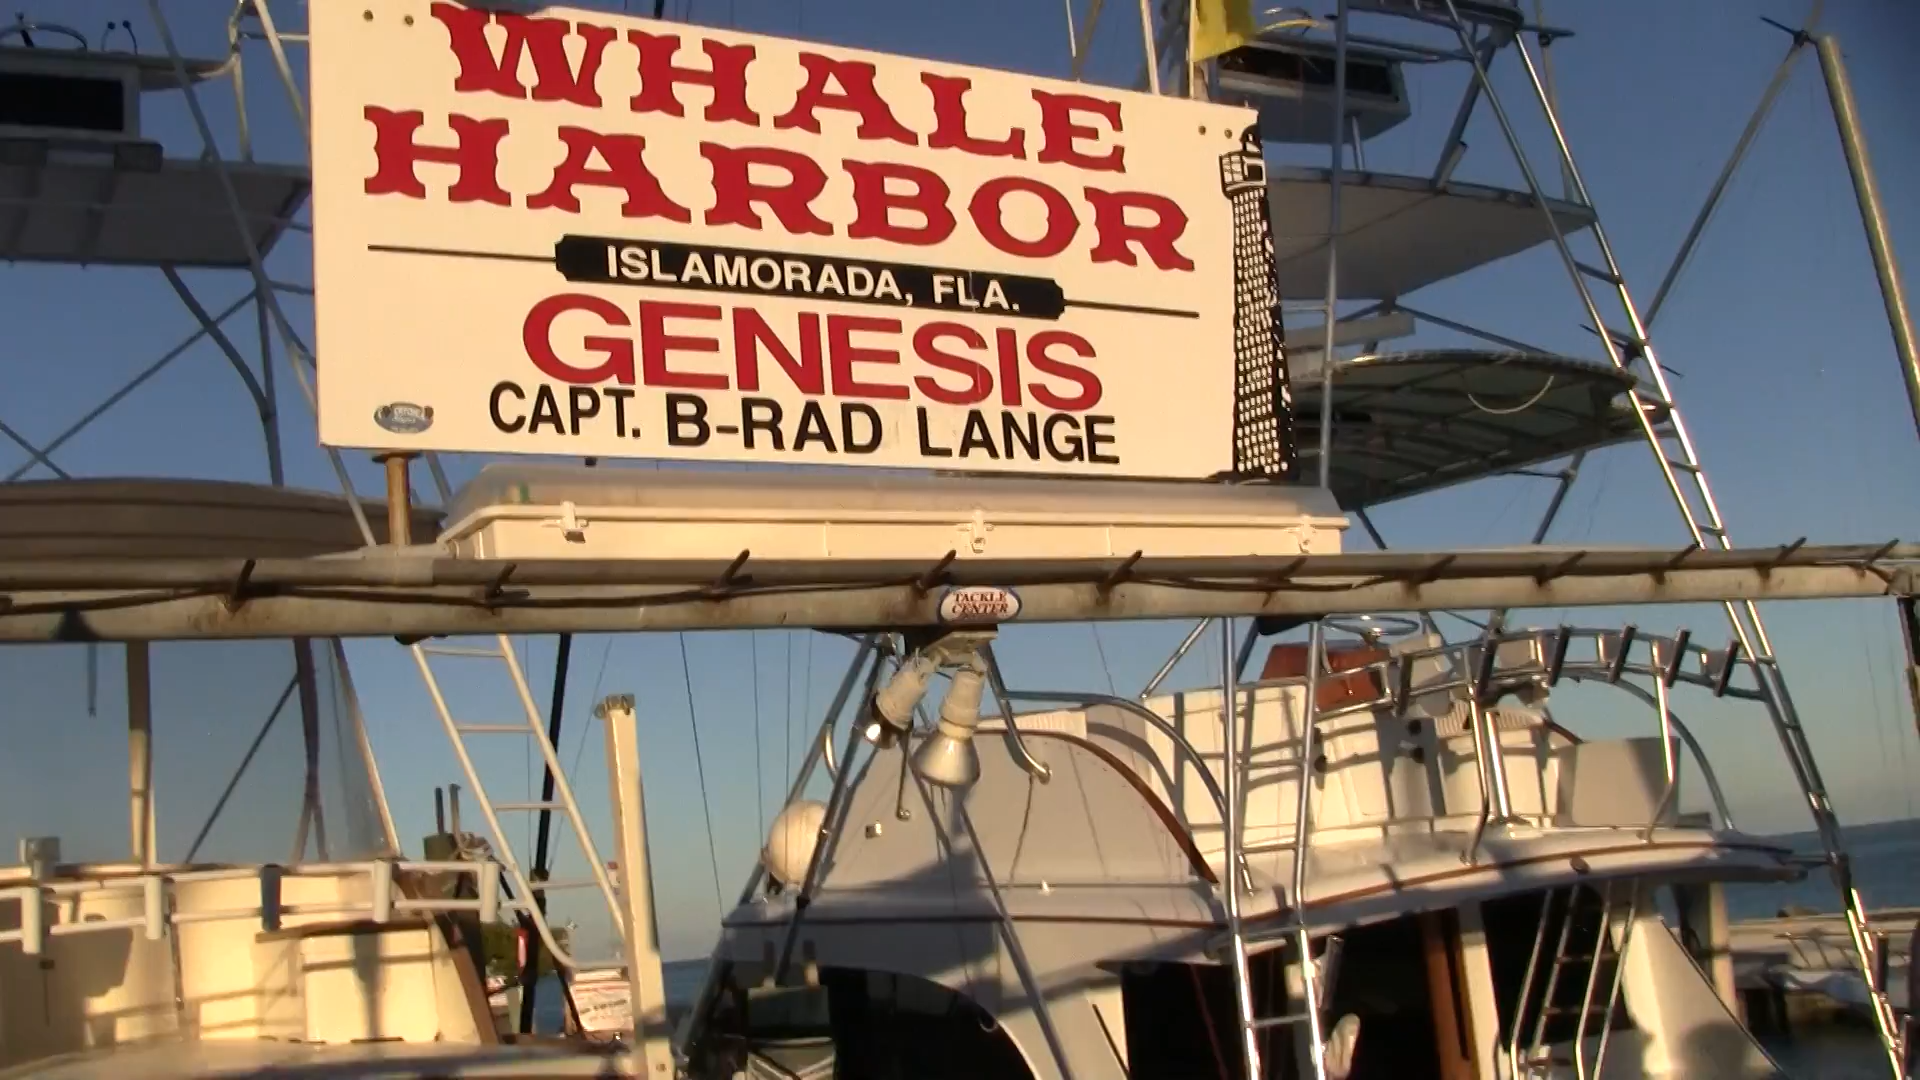 WHALE
HARBOR
ISLAMORADA, FLA.
GENESIS
CAPT. B-RAD LANGE
TACKLE
CENTER